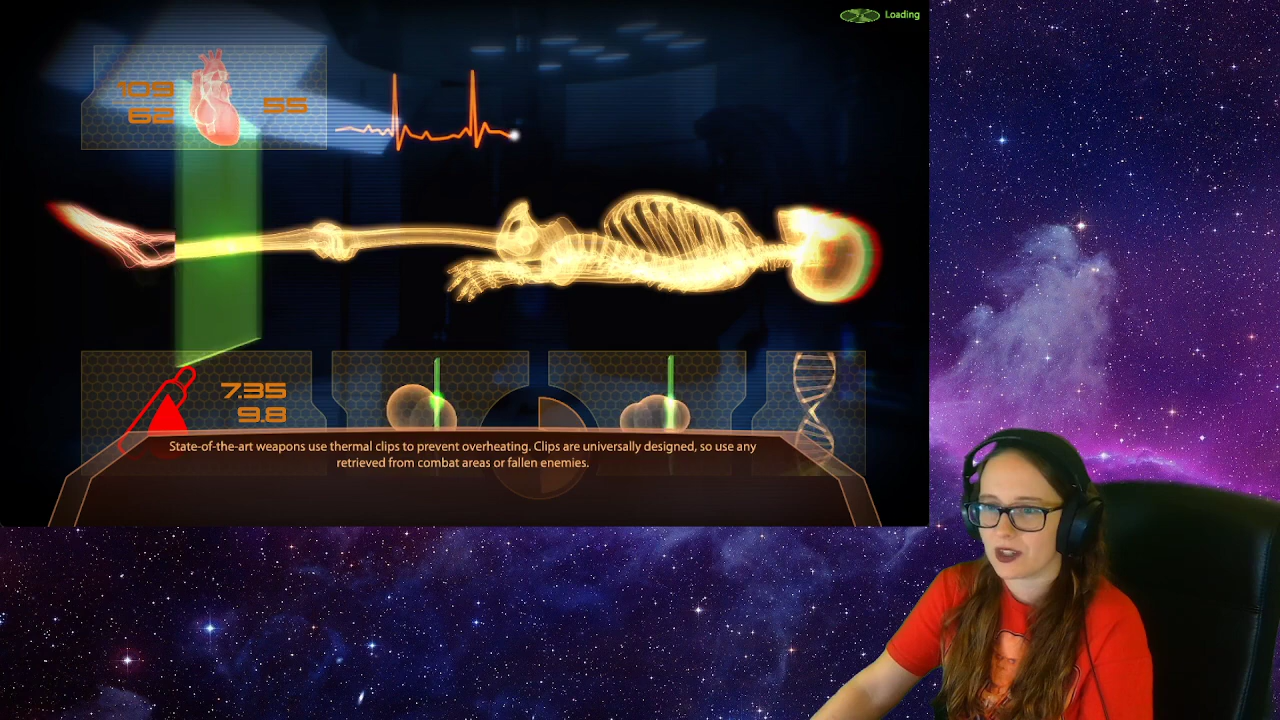 Loading
109
62
55
7.35
9.8
State-of-the-art weapons use thermal clips to prevent overheating. Clips are universally designed, so use any
retrieved from combat areas or fallen enemies.